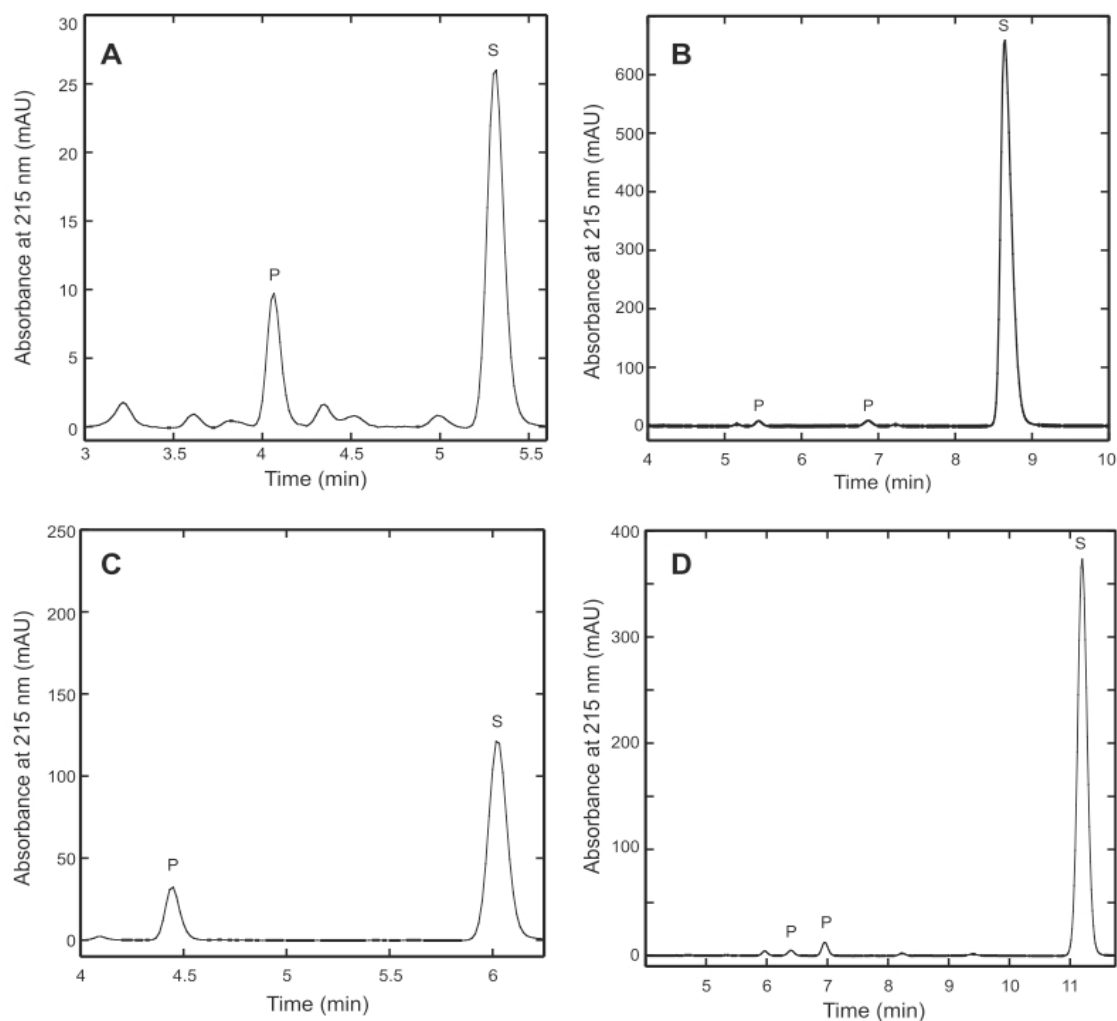 A
Absorbance at 215 nm (mAU)
30
25
20
15
10
5
0
P
S
3 3.5 4 4.5 5 5.5
Time (min)
B
Absorbance at 215 nm (mAU)
600
500
400
300
200
100
0
P P
S
4 5 6 7 8 9 10
Time (min)
C
Absorbance at 215 nm (mAU)
250
200
150
100
50
0
P
S
4 4.5 5 5.5 6
Time (min)
D
Absorbance at 215 nm (mAU)
400
300
200
100
0
P P
S
5 6 7 8 9 10 11
Time (min)